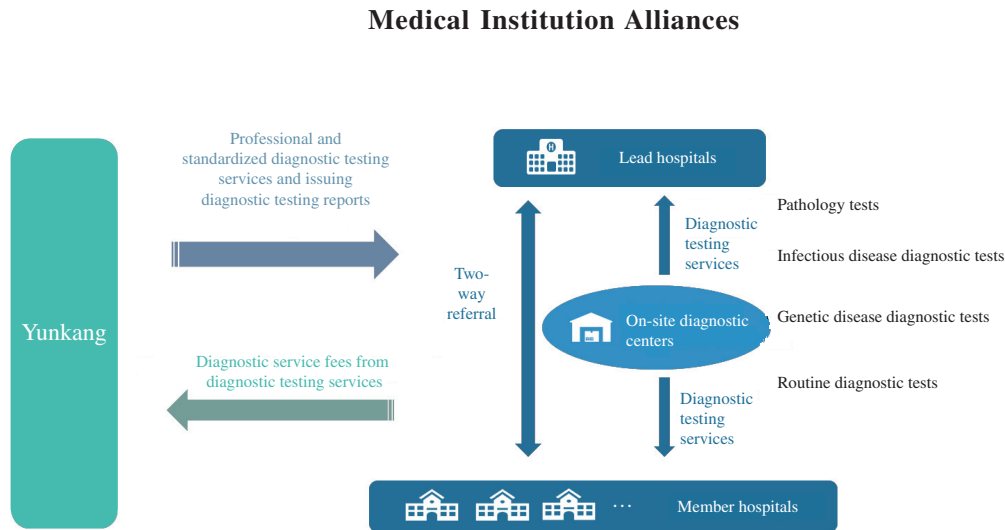 Medical Institution Alliances
Professional and
standardized diagnostic testing
services and issuing
diagnostic testing reports
Yunkang
Diagnostic service fees from
diagnostic testing services
H
Lead hospitals
Two-
way
referral
Diagnostic
testing
services
On-site diagnostic
centers
Diagnostic
testing
services
... Member hospitals
Pathology tests
Infectious disease diagnostic tests
Genetic disease diagnostic tests
Routine diagnostic tests